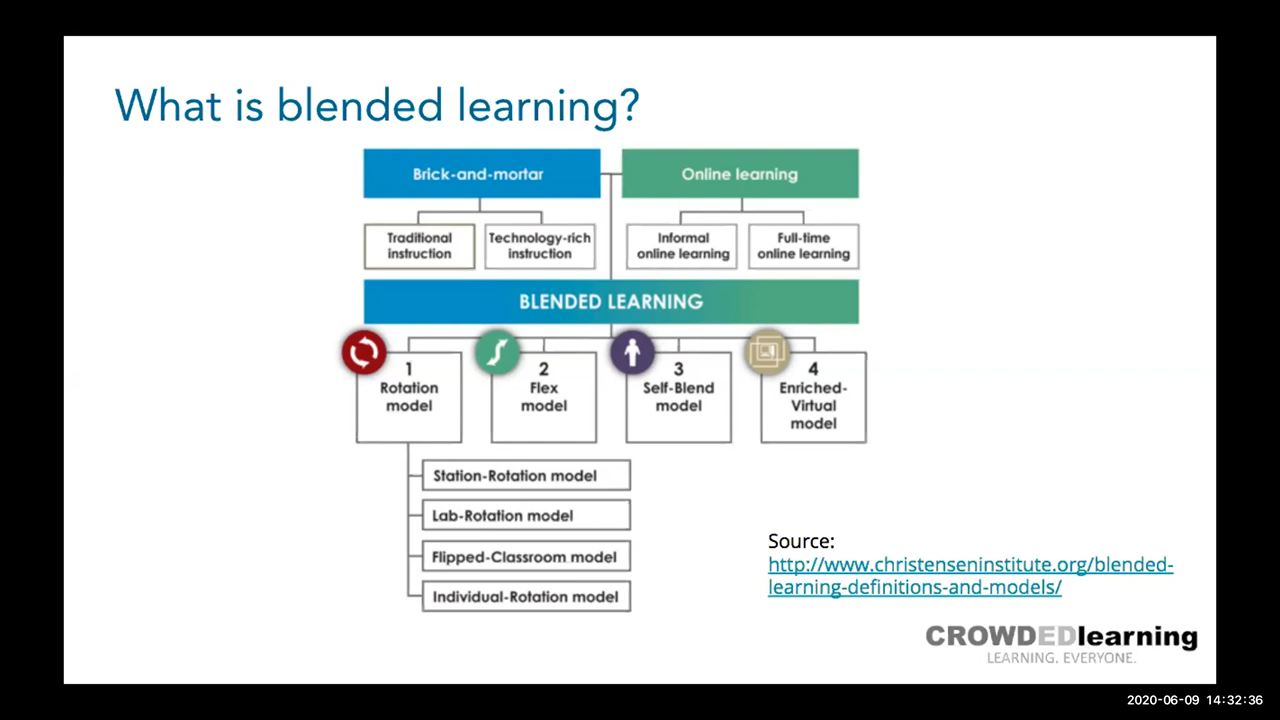 What is blended learning?
Brick-and-mortar
Online learning
Traditional
instruction
Technology-rich
instruction
Informal
online learning
Full-time
online learning
BLENDED LEARNING
1
Rotation
model
2
Flex
model
3
Self-Blend
model
4
Enriched-
Virtual
model
Station-Rotation model
Lab-Rotation model
Flipped-Classroom model
Individual-Rotation model
Source:
http://www.christenseninstitute.org/blended-
learning-definitions-and-models/
CROWDEDlearning
LEARNING. EVERYONE.
2020-06-09 14:32:36